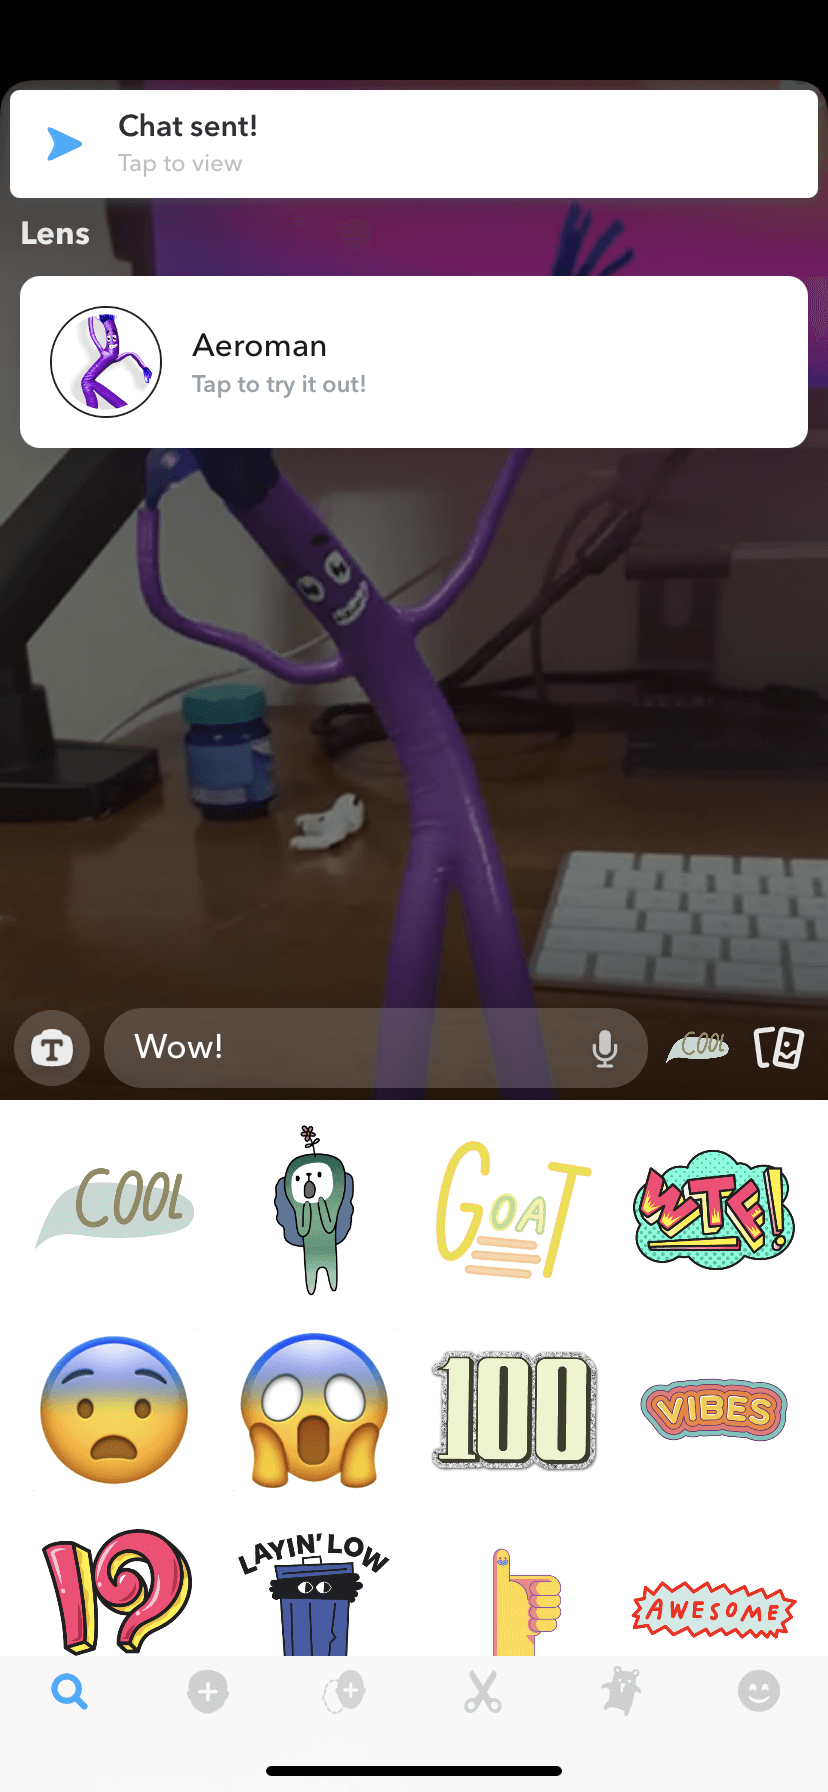 Chat sent!
Tap to view
Lens
Aeroman
Tap to try it out!
T
Wow!
COOL
COOL
GOAT
WTF!
100
VIBES
LAYIN' LOW
AWESOME